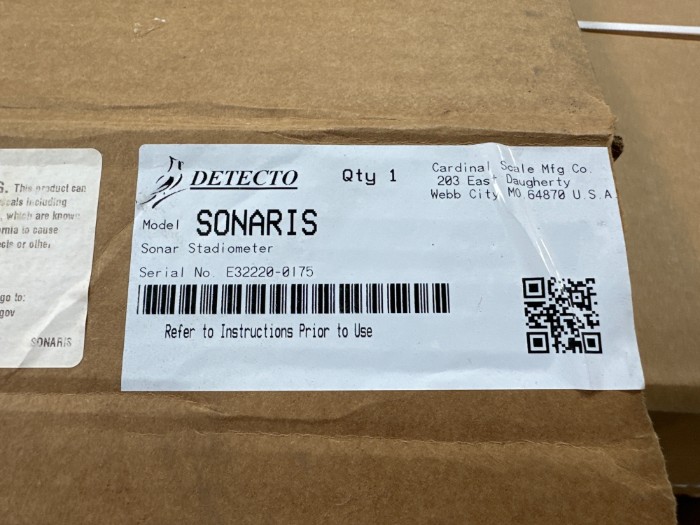 S. This product can
including
which are known
to cause
or other
go to:
gov
SONARIS
DETECTO
Qty 1
Cardinal Scale Mfg Co.
203 East Daugherty
Webb City, MO 64870 U.S.A
Model SONARIS
Sonar Stadiometer
Serial No. E32220-0175
Refer to Instructions Prior to Use